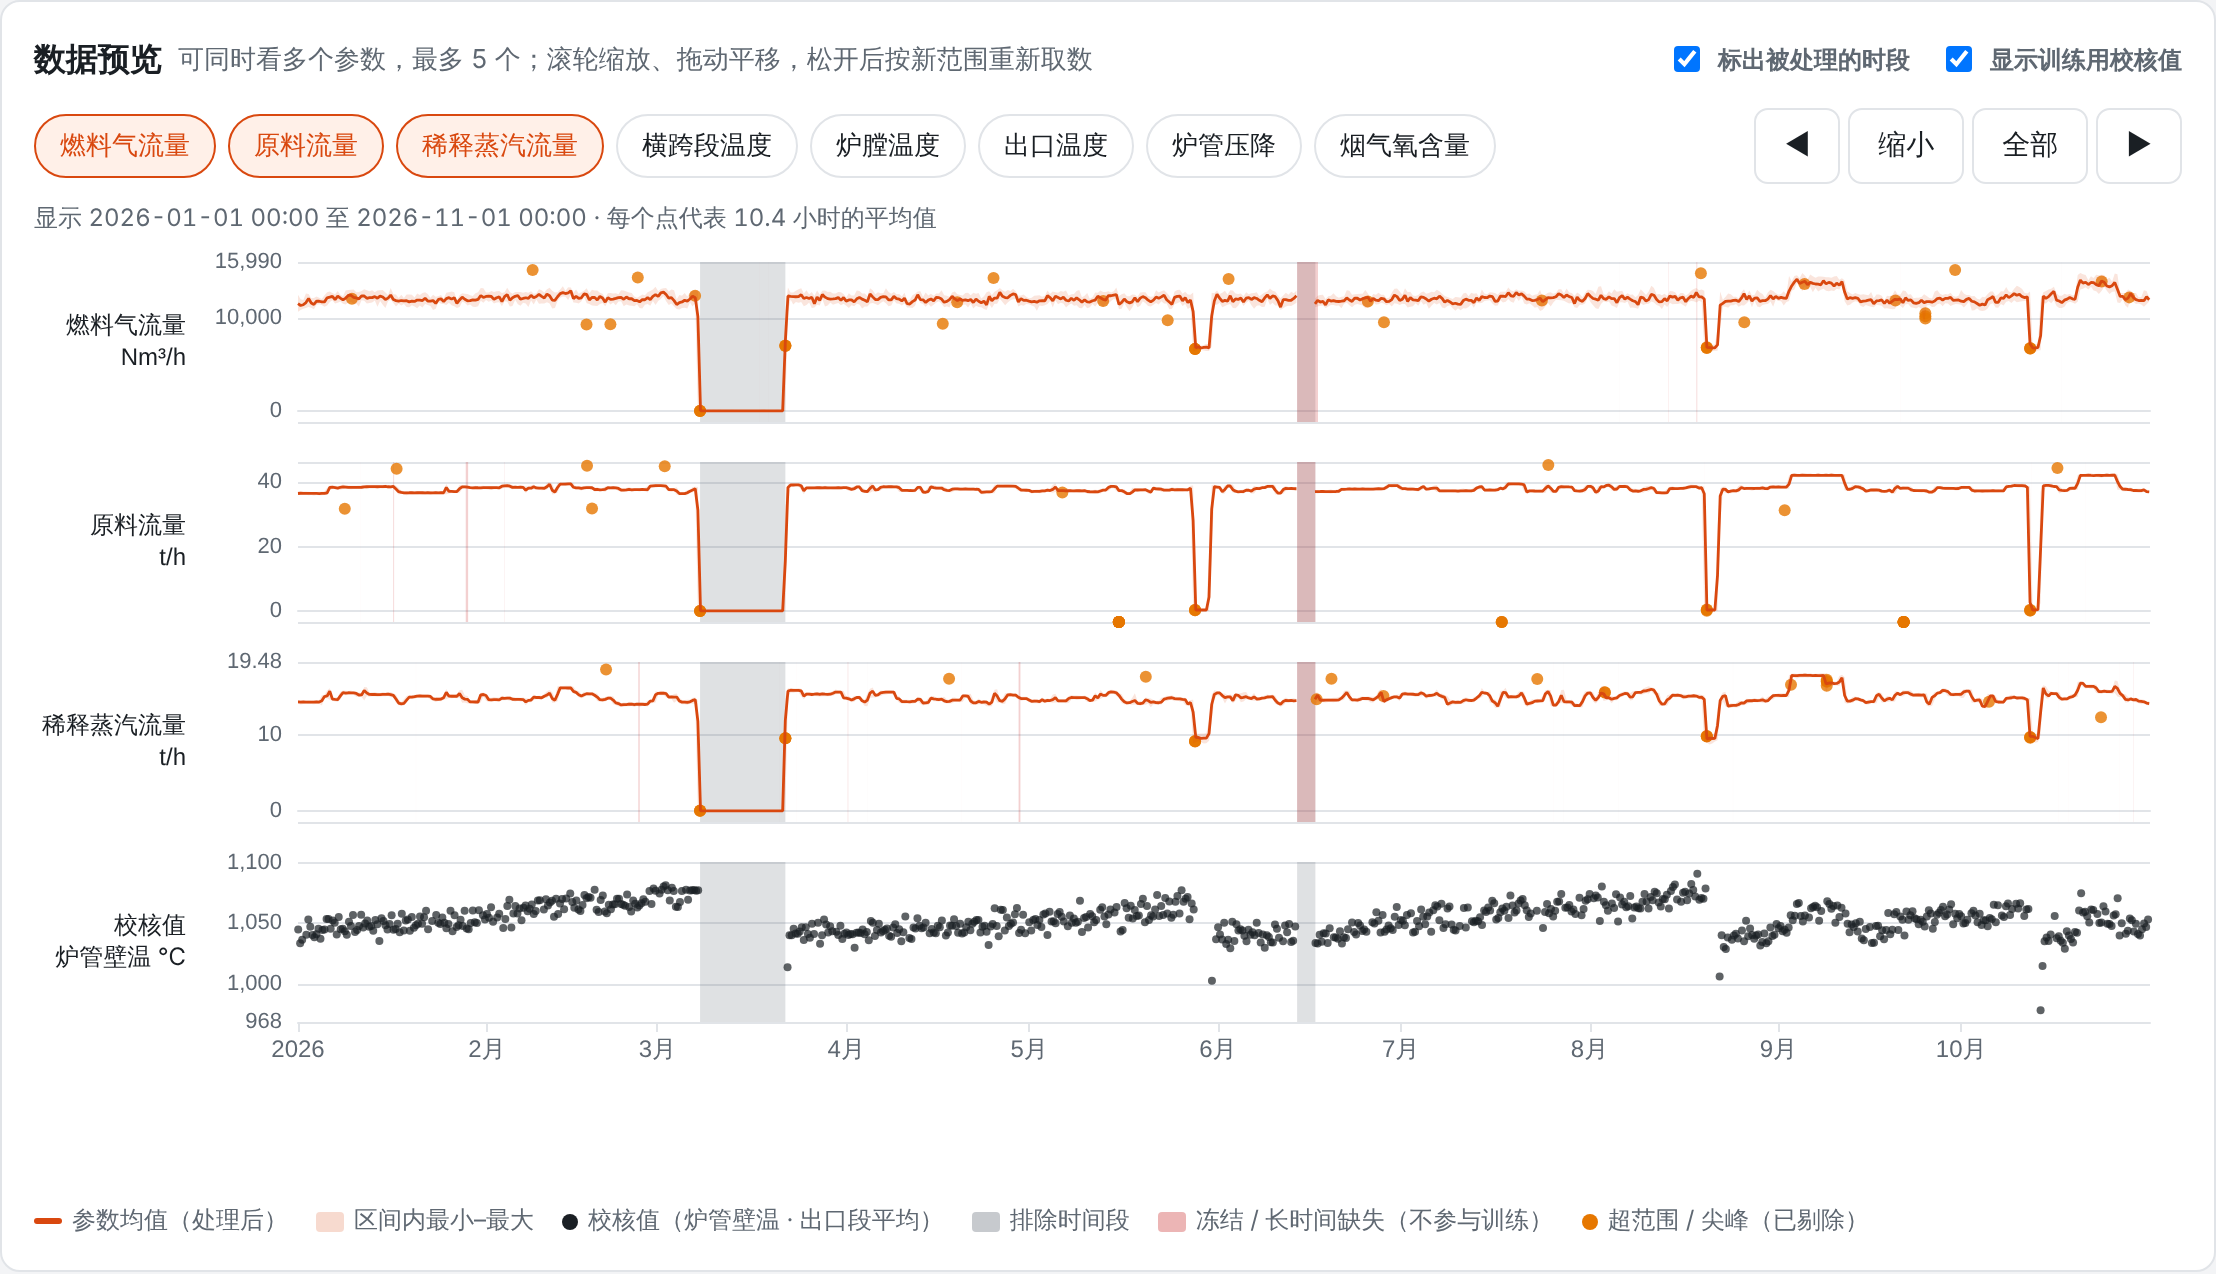 数据预览 可同时看多个参数，最多 5 个；滚轮缩放、拖动平移，松开后按新范围重新取数 标出被处理的时段 显示训练用校核值
燃料气流量 原料流量 稀释蒸汽流量 横跨段温度 炉膛温度 出口温度 炉管压降 烟气氧含量 ◀ 缩小 全部 ▶
显示 2026-01-01 00:00 至 2026-11-01 00:00 · 每个点代表 10.4 小时的平均值
15,990
10,000
燃料气流量
Nm³/h
0
40
原料流量
20
t/h
0
19.48
稀释蒸汽流量
10
t/h
0
1,100
校核值
1,050
炉管壁温 °C
1,000
968
2026 2月 3月 4月 5月 6月 7月 8月 9月 10月
参数均值（处理后） 区间内最小–最大 校核值（炉管壁温 · 出口段平均） 排除时间段 冻结 / 长时间缺失（不参与训练） 超范围 / 尖峰（已剔除）